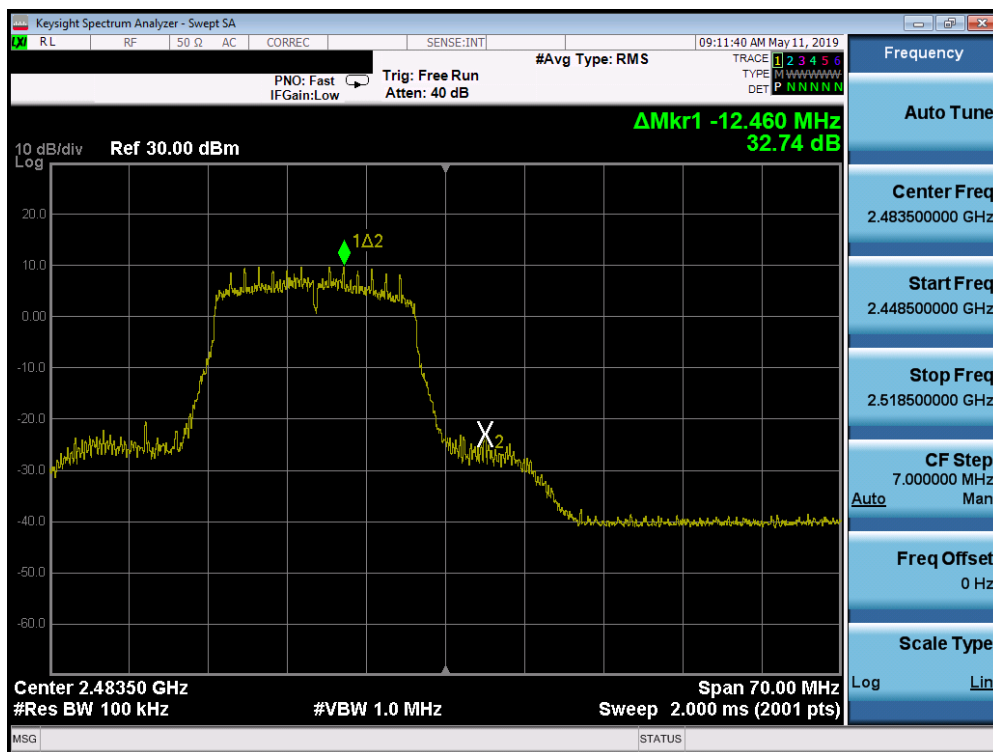 Keysight Spectrum Analyzer - Swept SA
LXI RL RF 50 Ω AC CORREC SENSE:INT 09:11:40 AM May 11, 2019
#Avg Type: RMS
TRACE 1 2 3 4 5 6
PNO: Fast Trig: Free Run TYPE M WWWWW
IFGain:Low Atten: 40 dB DET P N N N N N
ΔMkr1 -12.460 MHz
32.74 dB
10 dB/div Ref 30.00 dBm
Log
20.0
1Δ2
10.0
0.00
-10.0
-20.0
X2
-30.0
-40.0
-50.0
-60.0
Center 2.48350 GHz Span 70.00 MHz
#Res BW 100 kHz #VBW 1.0 MHz Sweep 2.000 ms (2001 pts)
MSG STATUS
Frequency
Auto Tune
Center Freq
2.483500000 GHz
Start Freq
2.448500000 GHz
Stop Freq
2.518500000 GHz
CF Step
7.000000 MHz
Auto Man
Freq Offset
0 Hz
Scale Type
Log Lin